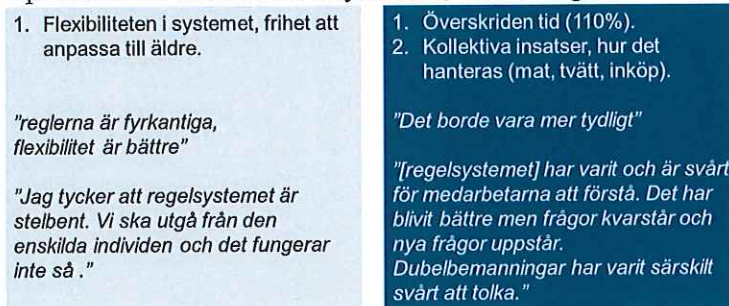 1. Flexibiliteten i systemet, frihet att
anpassa till äldre.
"reglerna är fyrkantiga,
flexibilitet är bättre"
"Jag tycker att regelsystemet är
stelbent. Vi ska utgå från den
enskilda individen och det fungerar
inte så ."
1. Överskriden tid (110%).
2. Kollektiva insatser, hur det
hanteras (mat, tvätt, inköp).
"Det borde vara mer tydligt"
"[regelsystemet] har varit och är svårt
för medarbetarna att förstå. Det har
blivit bättre men frågor kvarstår och
nya frågor uppstår.
Dubelbemanningar har varit särskilt
svårt att tolka."